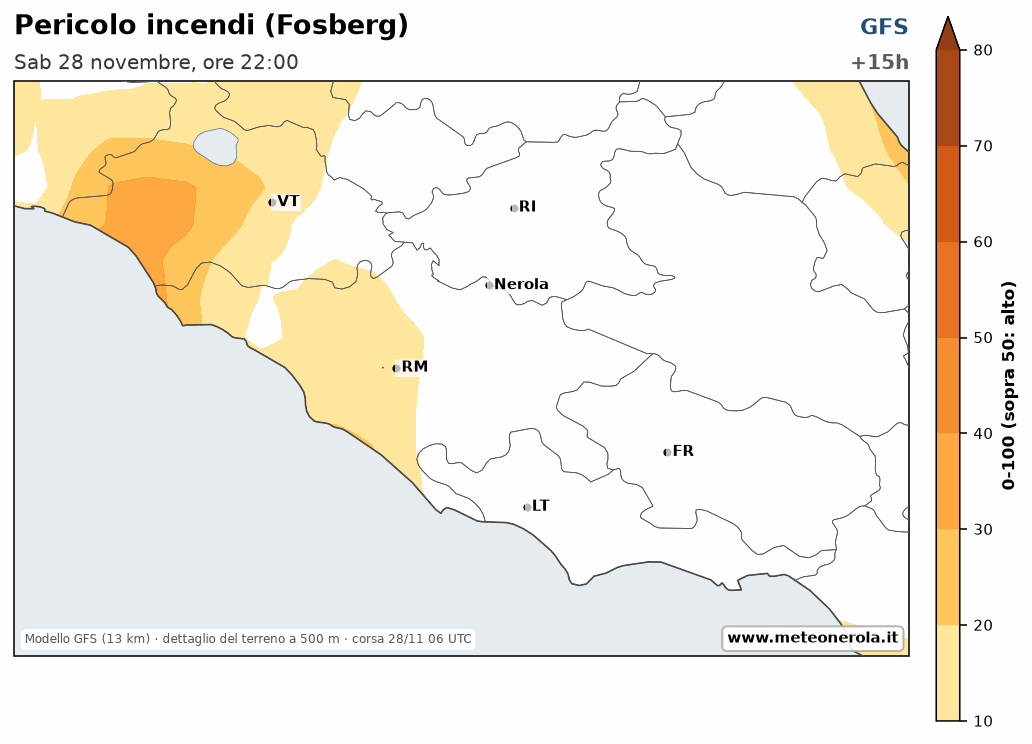 Pericolo incendi (Fosberg)
GFS
Sab 28 novembre, ore 22:00
+15h
80
70
60
50
40
30
20
10
0-100 (sopra 50: alto)
VT
RI
Nerola
RM
FR
LT
Modello GFS (13 km) · dettaglio del terreno a 500 m · corsa 28/11 06 UTC
www.meteonerola.it